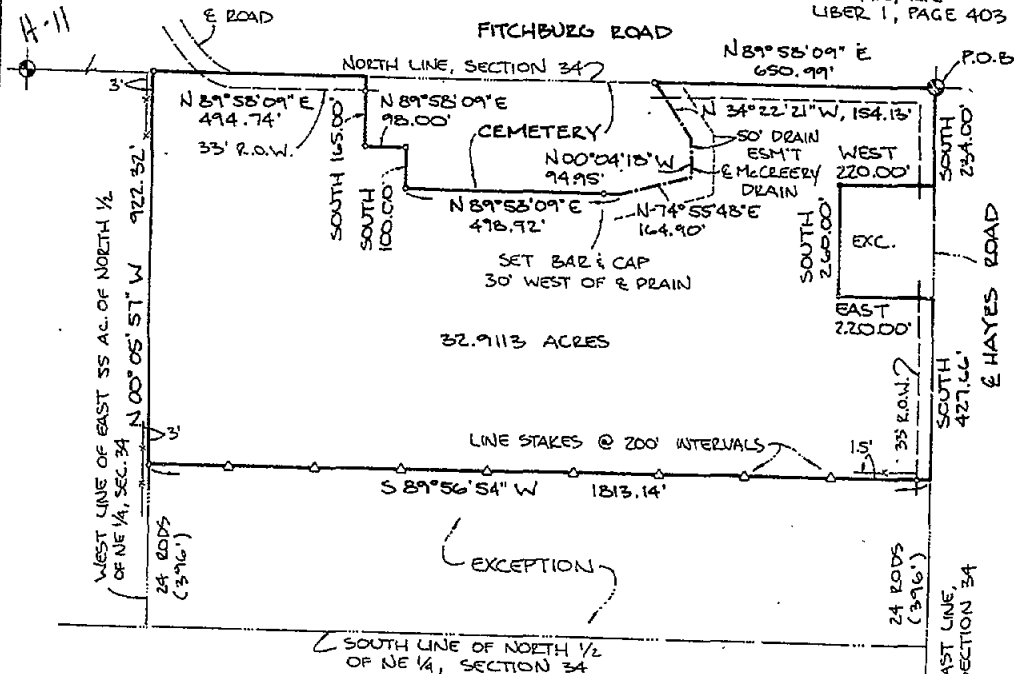 H-11
℄ ROAD
FITCHBURG ROAD
LIBER 1, PAGE 403
N 89°58'09" E
650.99'
P.O.B
NORTH LINE, SECTION 34
3'
N 89°58'09" E
494.74'
33' R.O.W.
SOUTH 165.00'
N 89°58'09" E
98.00'
CEMETERY
N 34°22'21" W, 154.13'
50' DRAIN
ESM'T
℄ McCREERY
DRAIN
N00°04'18" W
94.95'
WEST
220.00'
SOUTH
234.00'
SOUTH
100.00
N 89°58'09" E
498.92'
N 74°55'48" E
164.90'
SET BAR & CAP
30' WEST OF ℄ DRAIN
SOUTH
260.00'
EXC.
EAST
220.00'
℄ HAYES ROAD
922.32'
N 00°05'57" W
WEST LINE OF EAST 55 AC. OF NORTH ½
OF NE ¼, SEC. 34
32.9113 ACRES
SOUTH
427.66'
33' R.O.W.
3'
LINE STAKES @ 200' INTERVALS
1.5'
S 89°56'54" W 1813.14'
24 RODS
(396')
EXCEPTION
24 RODS
(396')
SOUTH LINE OF NORTH ½
OF NE ¼, SECTION 34
AST LINE,
SECTION 34